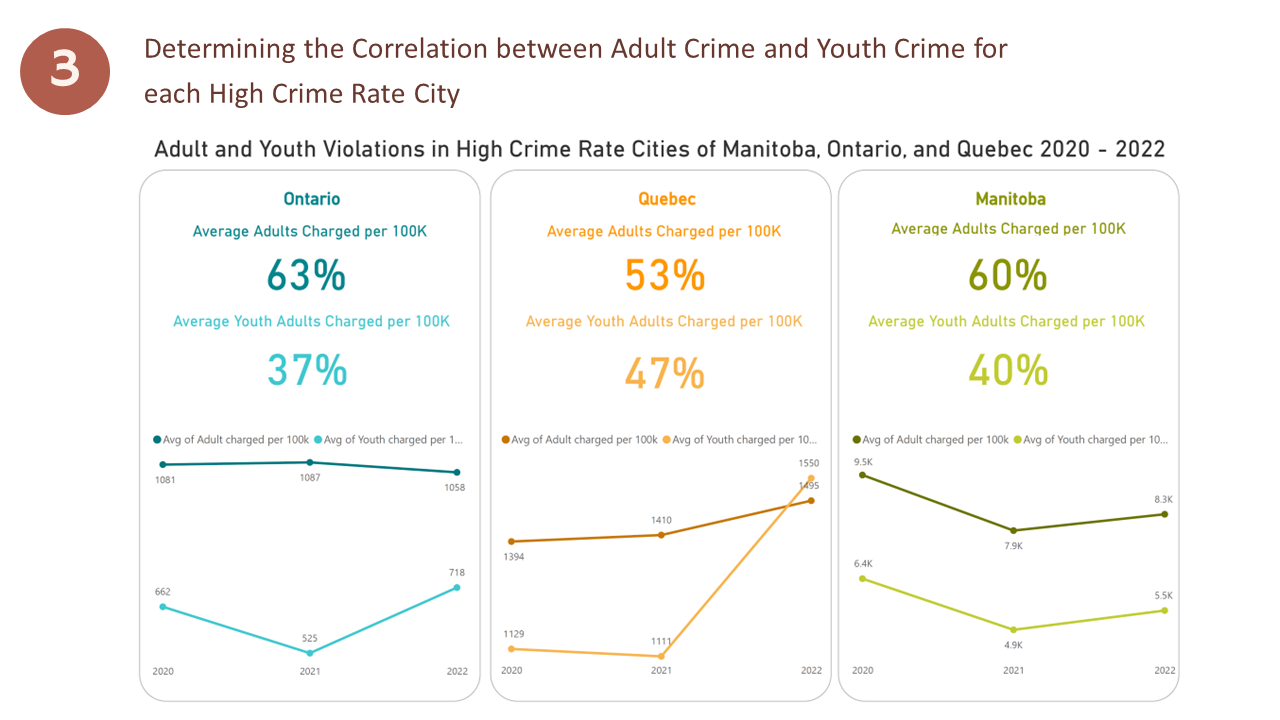 3
Determining the Correlation between Adult Crime and Youth Crime for
each High Crime Rate City
Adult and Youth Violations in High Crime Rate Cities of Manitoba, Ontario, and Quebec 2020 - 2022
Ontario
Average Adults Charged per 100K
63%
Average Youth Adults Charged per 100K
37%
Avg of Adult charged per 100k Avg of Youth charged per 1...
1081
1087
1058
662
525
718
2020 2021 2022
Quebec
Average Adults Charged per 100K
53%
Average Youth Adults Charged per 100K
47%
Avg of Adult charged per 100k Avg of Youth charged per 10...
1550
1495
1410
1394
1129
1111
2020 2021 2022
Manitoba
Average Adults Charged per 100K
60%
Average Youth Adults Charged per 100K
40%
Avg of Adult charged per 100k Avg of Youth charged per 10...
9.5K
8.3K
7.9K
6.4K
5.5K
4.9K
2020 2021 2022